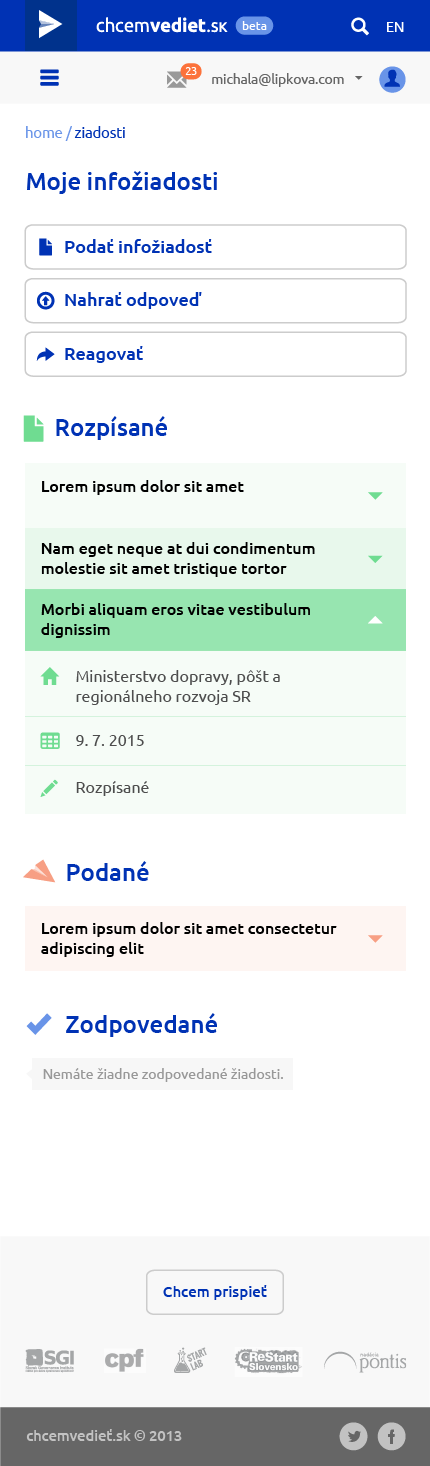 chcemvediet.sk beta
EN
23
michala@lipkova.com
home / ziadosti
Moje infožiadosti
Podať infožiadosť
Nahrať odpoveď
Reagovať
Rozpísané
Lorem ipsum dolor sit amet
Nam eget neque at dui condimentum
molestie sit amet tristique tortor
Morbi aliquam eros vitae vestibulum
dignissim
Ministerstvo dopravy, pôšt a
regionálneho rozvoja SR
9. 7. 2015
Rozpísané
Podané
Lorem ipsum dolor sit amet consectetur
adipiscing elit
Zodpovedané
Nemáte žiadne zodpovedané žiadosti.
Chcem prispieť
SGI
cpf
START LAB
ReStart
Slovensko
nadácia
pontis
chcemvedieť.sk © 2013